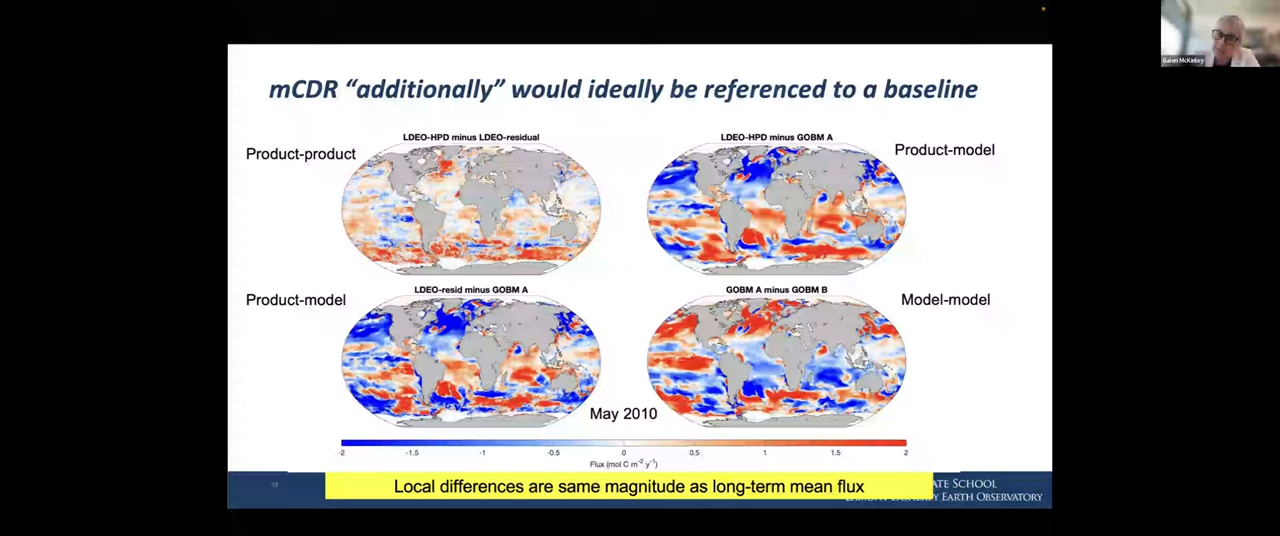 Galen McKinley
mCDR “additionally” would ideally be referenced to a baseline
LDEO-HPD minus LDEO-residual
LDEO-HPD minus GOBM A
Product-product
Product-model
LDEO-resid minus GOBM A
GOBM A minus GOBM B
Product-model
Model-model
May 2010
-2 -1.5 -1 -0.5 0 0.5 1 1.5 2
Flux (mol C m⁻² y⁻¹)
Local differences are same magnitude as long-term mean flux
ATE SCHOOL
EARTH OBSERVATORY